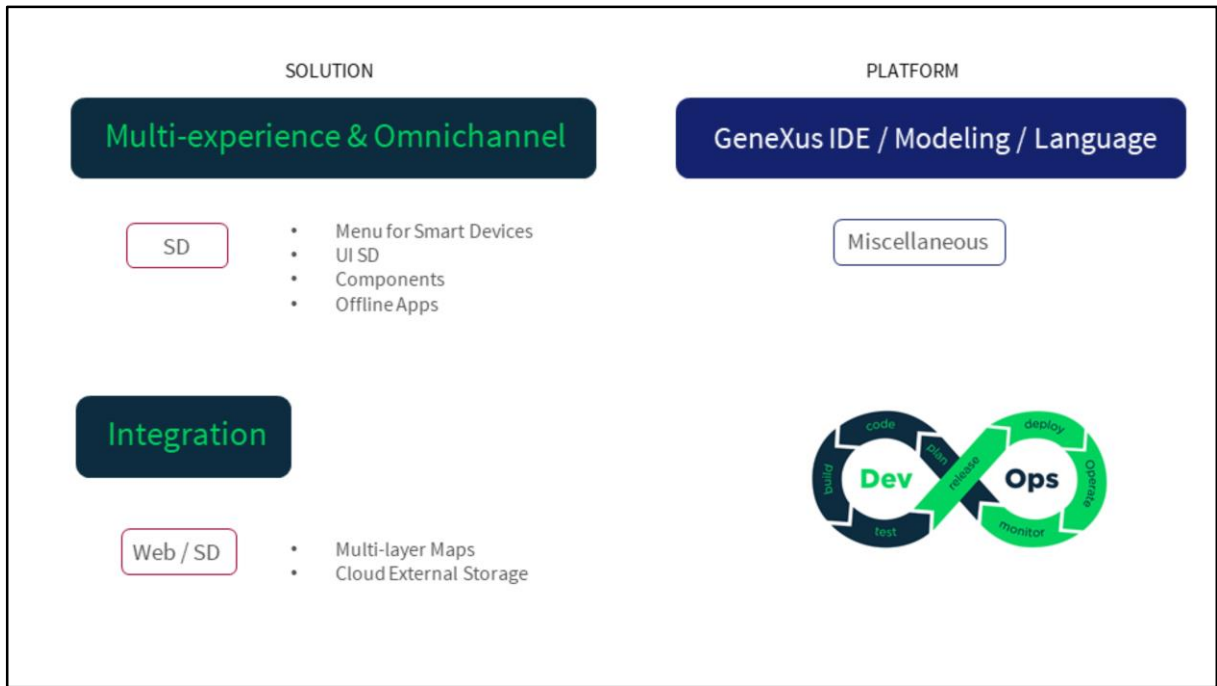 SOLUTION
Multi-experience & Omnichannel
SD
• Menu for Smart Devices
• UI SD
• Components
• Offline Apps
Integration
Web / SD
• Multi-layer Maps
• Cloud External Storage
PLATFORM
GeneXus IDE / Modeling / Language
Miscellaneous
Dev
Ops
code
plan
build
test
release
deploy
Operate
monitor